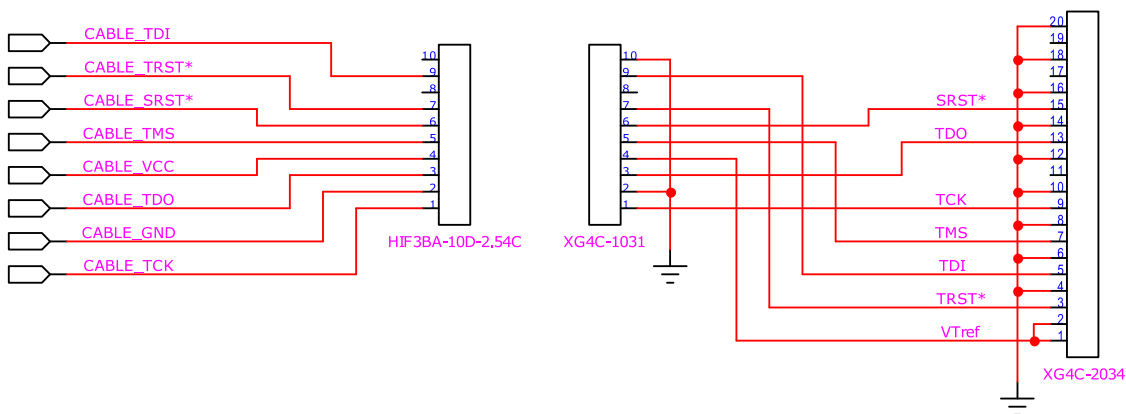 CABLE_TDI
CABLE_TRST*
CABLE_SRST*
CABLE_TMS
CABLE_VCC
CABLE_TDO
CABLE_GND
CABLE_TCK
10
9
8
7
6
5
4
3
2
1
HIF3BA-10D-2.54C
10
9
8
7
6
5
4
3
2
1
XG4C-1031
SRST*
TDO
TCK
TMS
TDI
TRST*
VTref
20
19
18
17
16
15
14
13
12
11
10
9
8
7
6
5
4
3
2
1
XG4C-2034